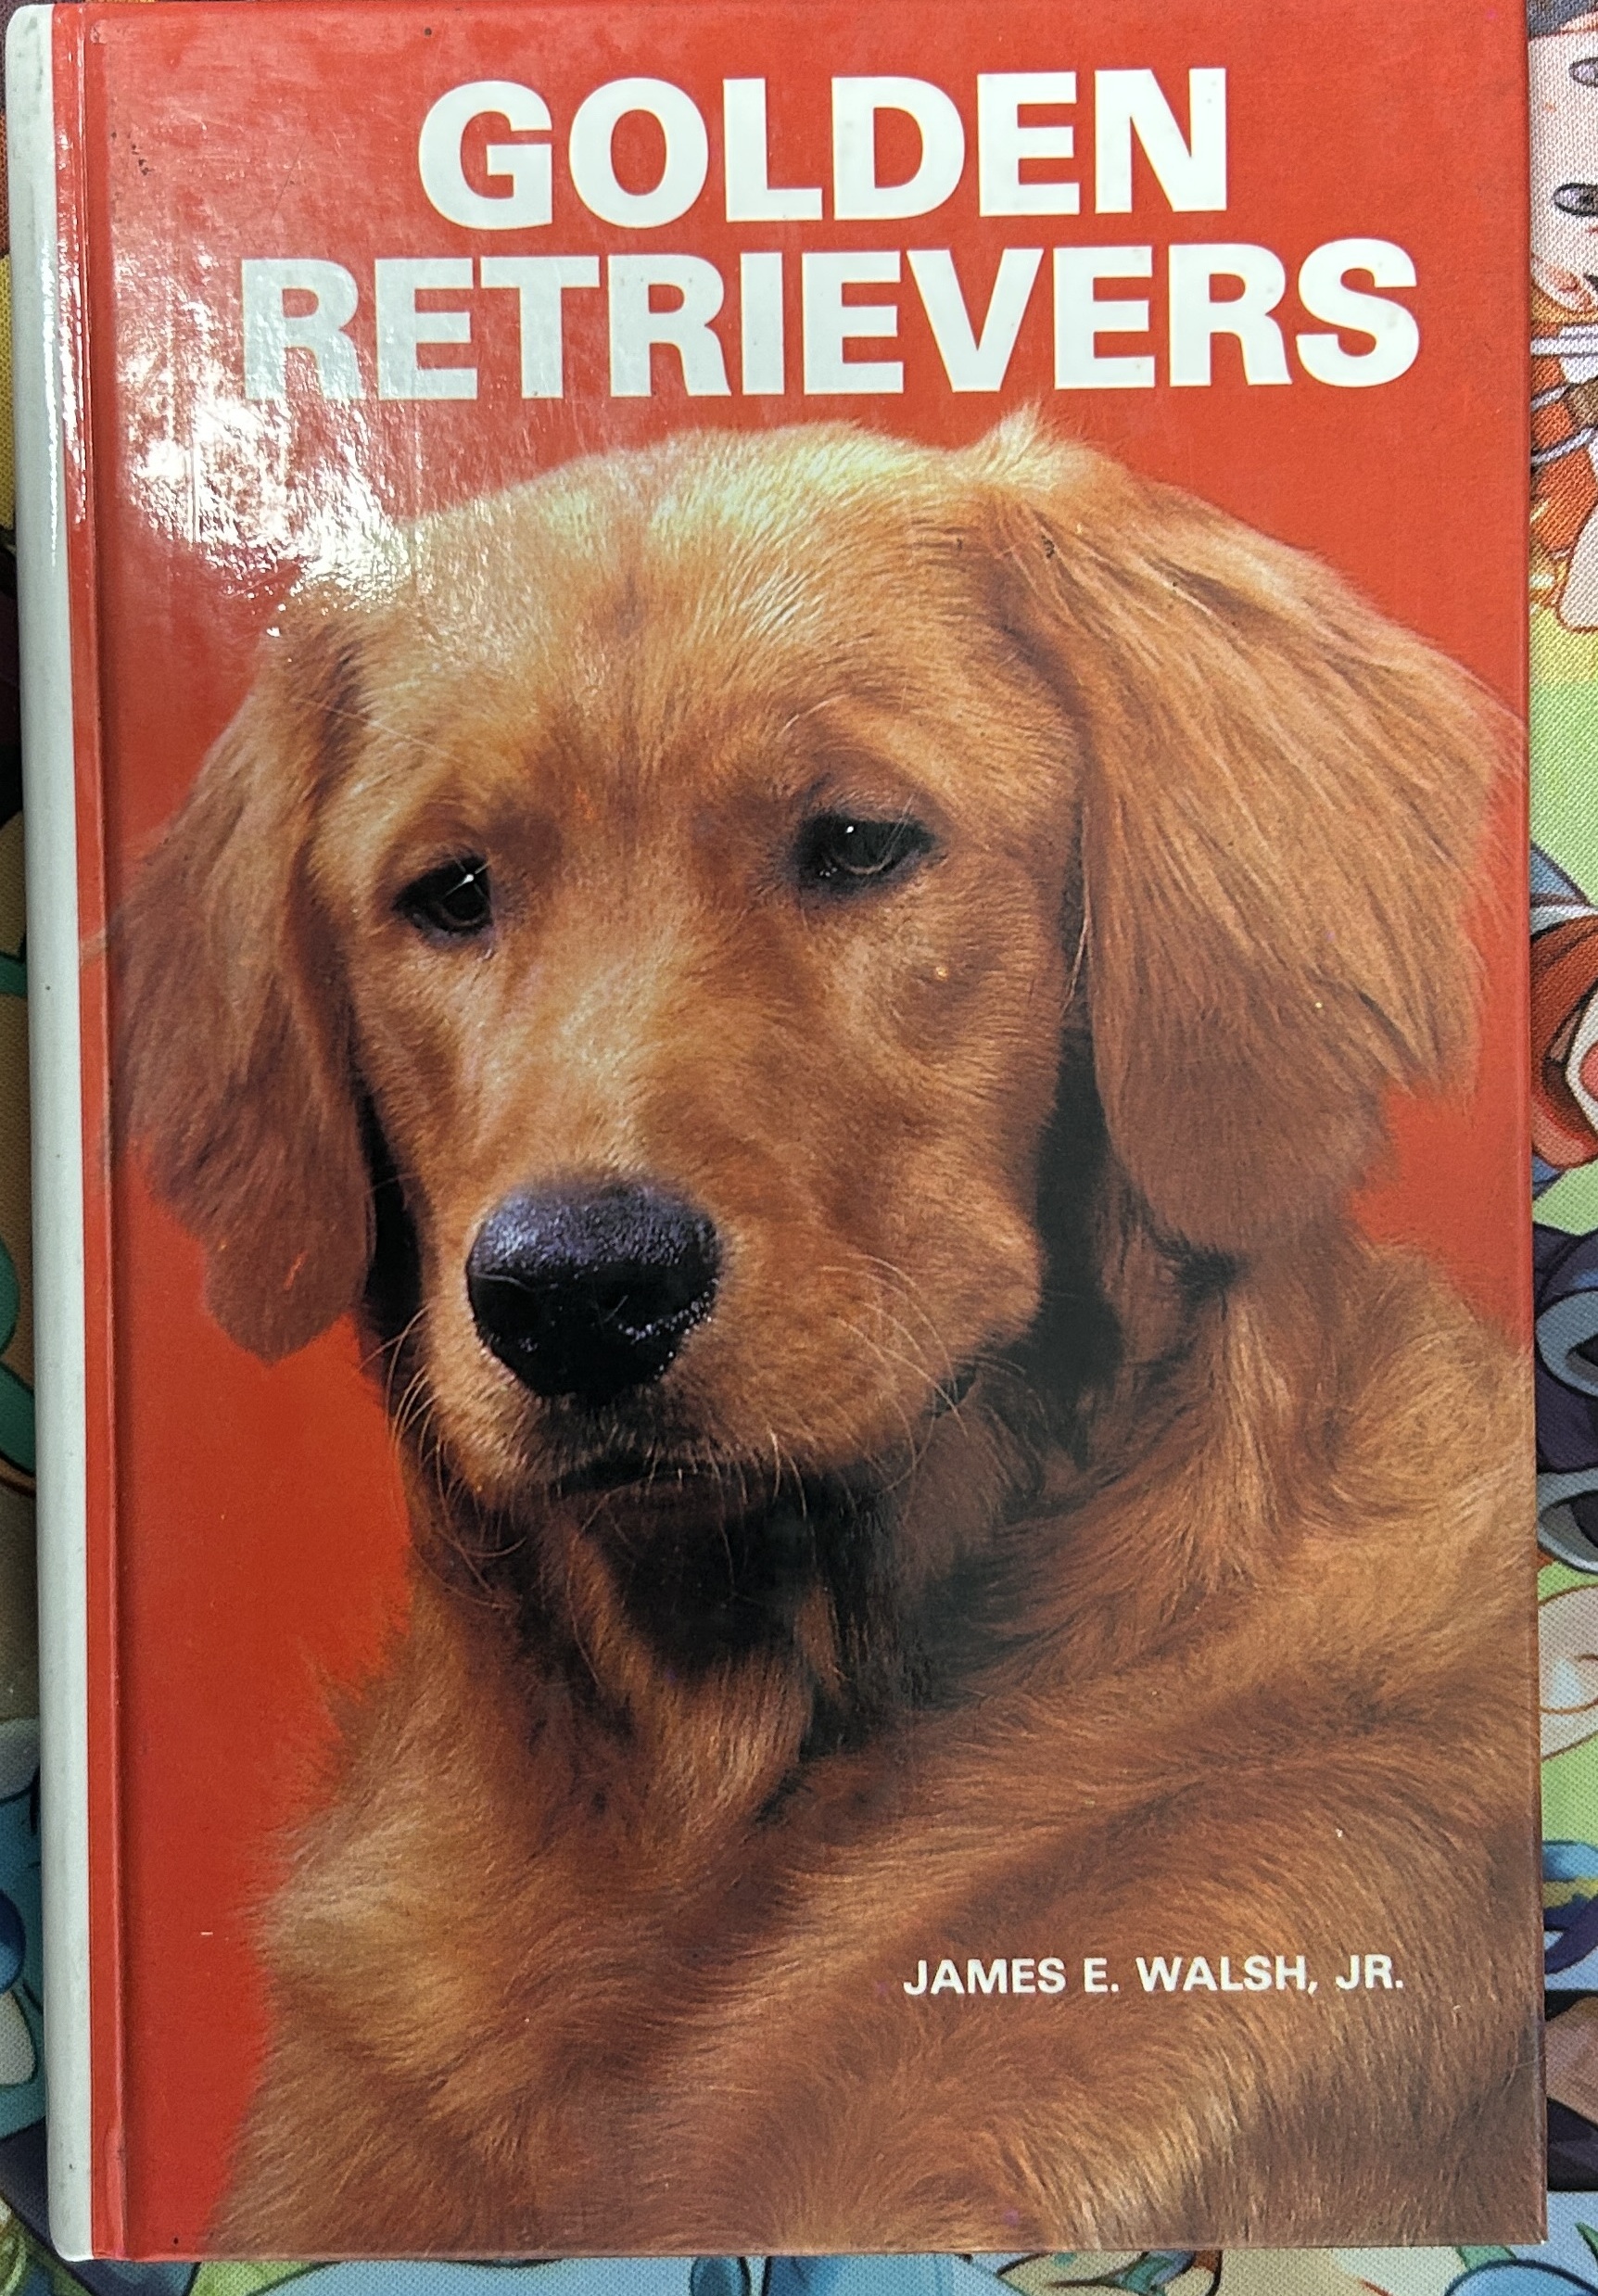 GOLDEN
RETRIEVERS
JAMES E. WALSH, JR.